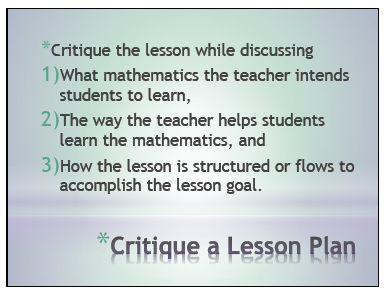 *Critique the lesson while discussing
1)What mathematics the teacher intends
students to learn,
2)The way the teacher helps students
learn the mathematics, and
3)How the lesson is structured or flows to
accomplish the lesson goal.
*Critique a Lesson Plan